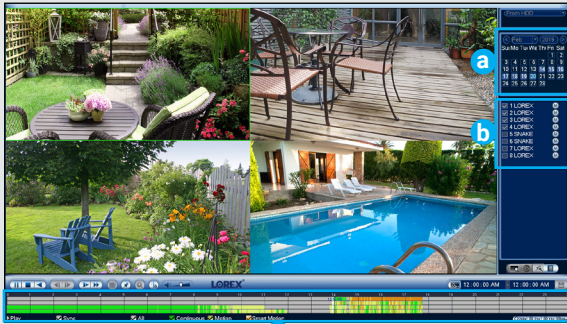 From HDD
a
Feb 2019
Su Mo Tu We Th Fri Sat
1 2
3 4 5 6 7 8 9
10 11 12 13 14 15 16
17 18 19 20 21 22 23
24 25 26 27 28
b
1 LOREX
2 LOREX
3 LOREX
4 LOREX
5 SNAKE
6 SNAKE
7 LOREX
8 LOREX
LOREX
12:00:00 AM 12:00:00 AM
Play Sync All Continuous Motion Smart Motion